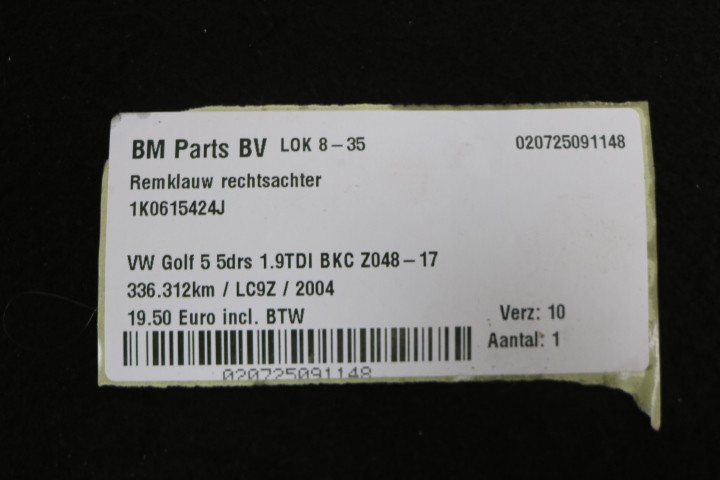 BM Parts BV LOK 8-35 020725091148
Remklauw rechtsachter
1K0615424J
VW Golf 5 5drs 1.9TDI BKC Z048-17
336.312km / LC9Z / 2004
19.50 Euro incl. BTW Verz: 10
Aantal: 1
020725091148